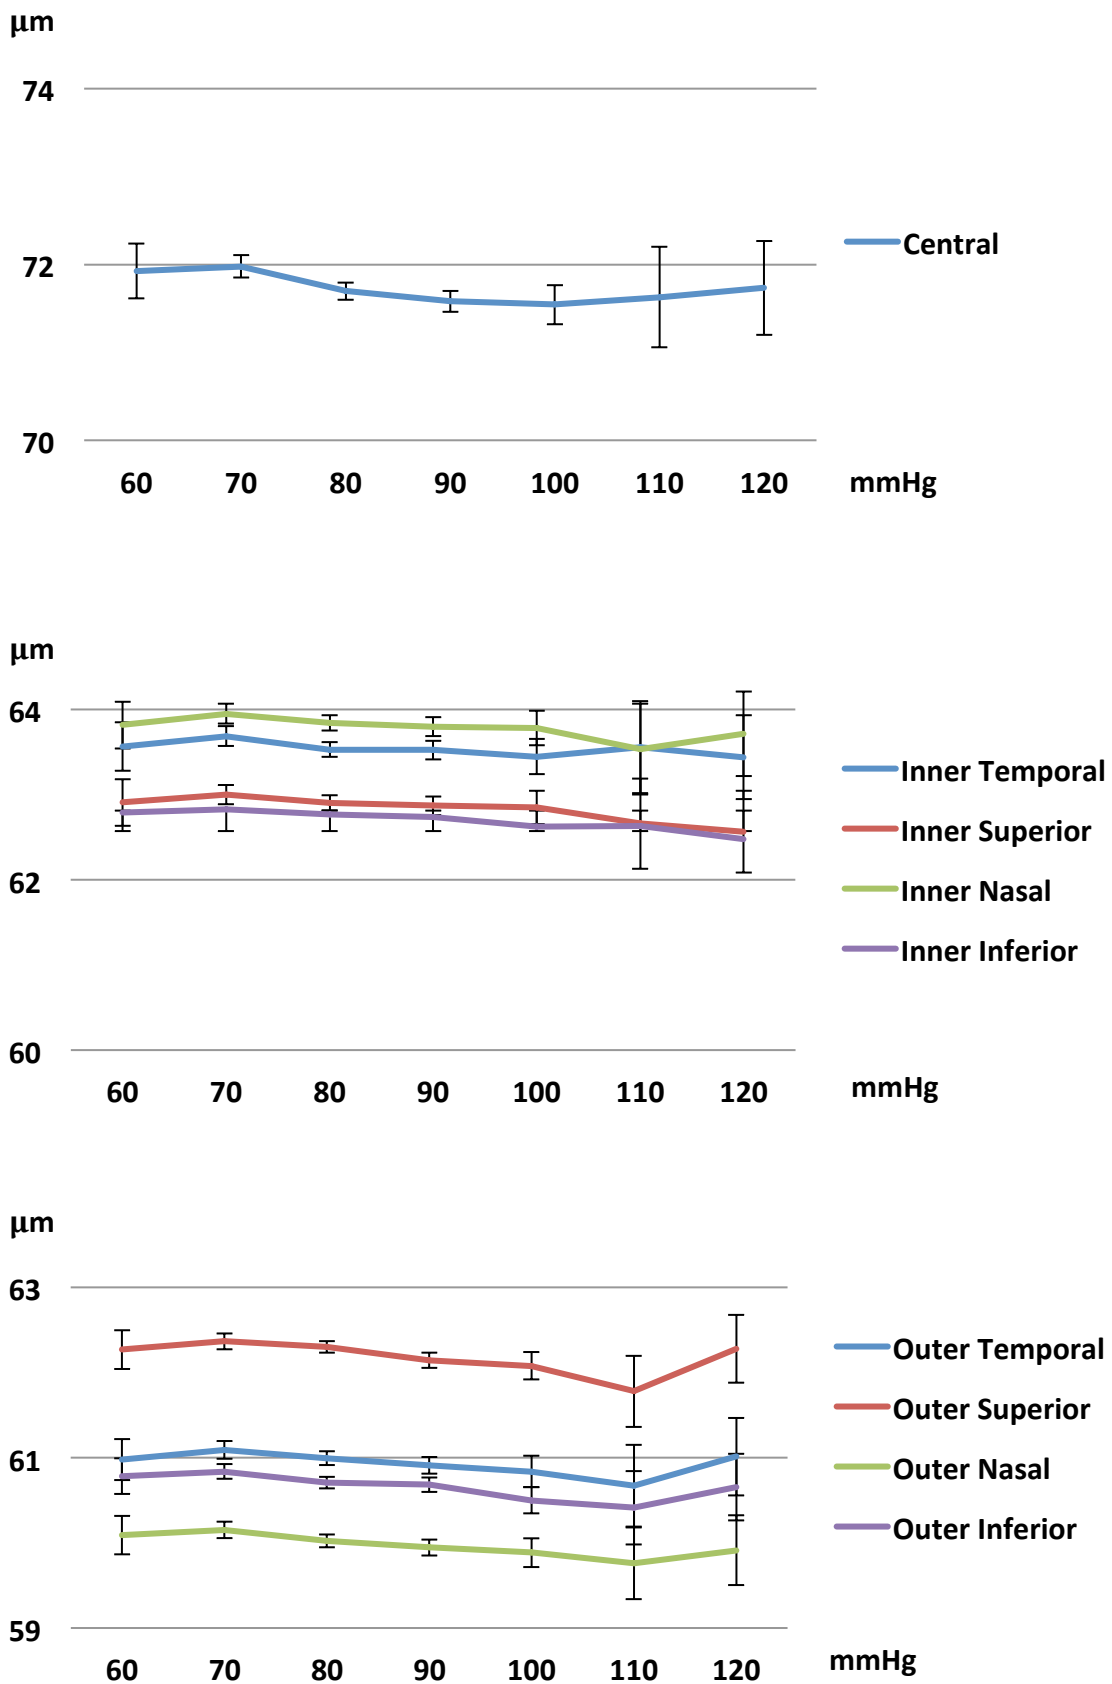 μm
74
72
Central
70
60 70 80 90 100 110 120 mmHg
μm
64
62
60
Inner Temporal
Inner Superior
Inner Nasal
Inner Inferior
60 70 80 90 100 110 120 mmHg
μm
63
61
59
Outer Temporal
Outer Superior
Outer Nasal
Outer Inferior
60 70 80 90 100 110 120 mmHg